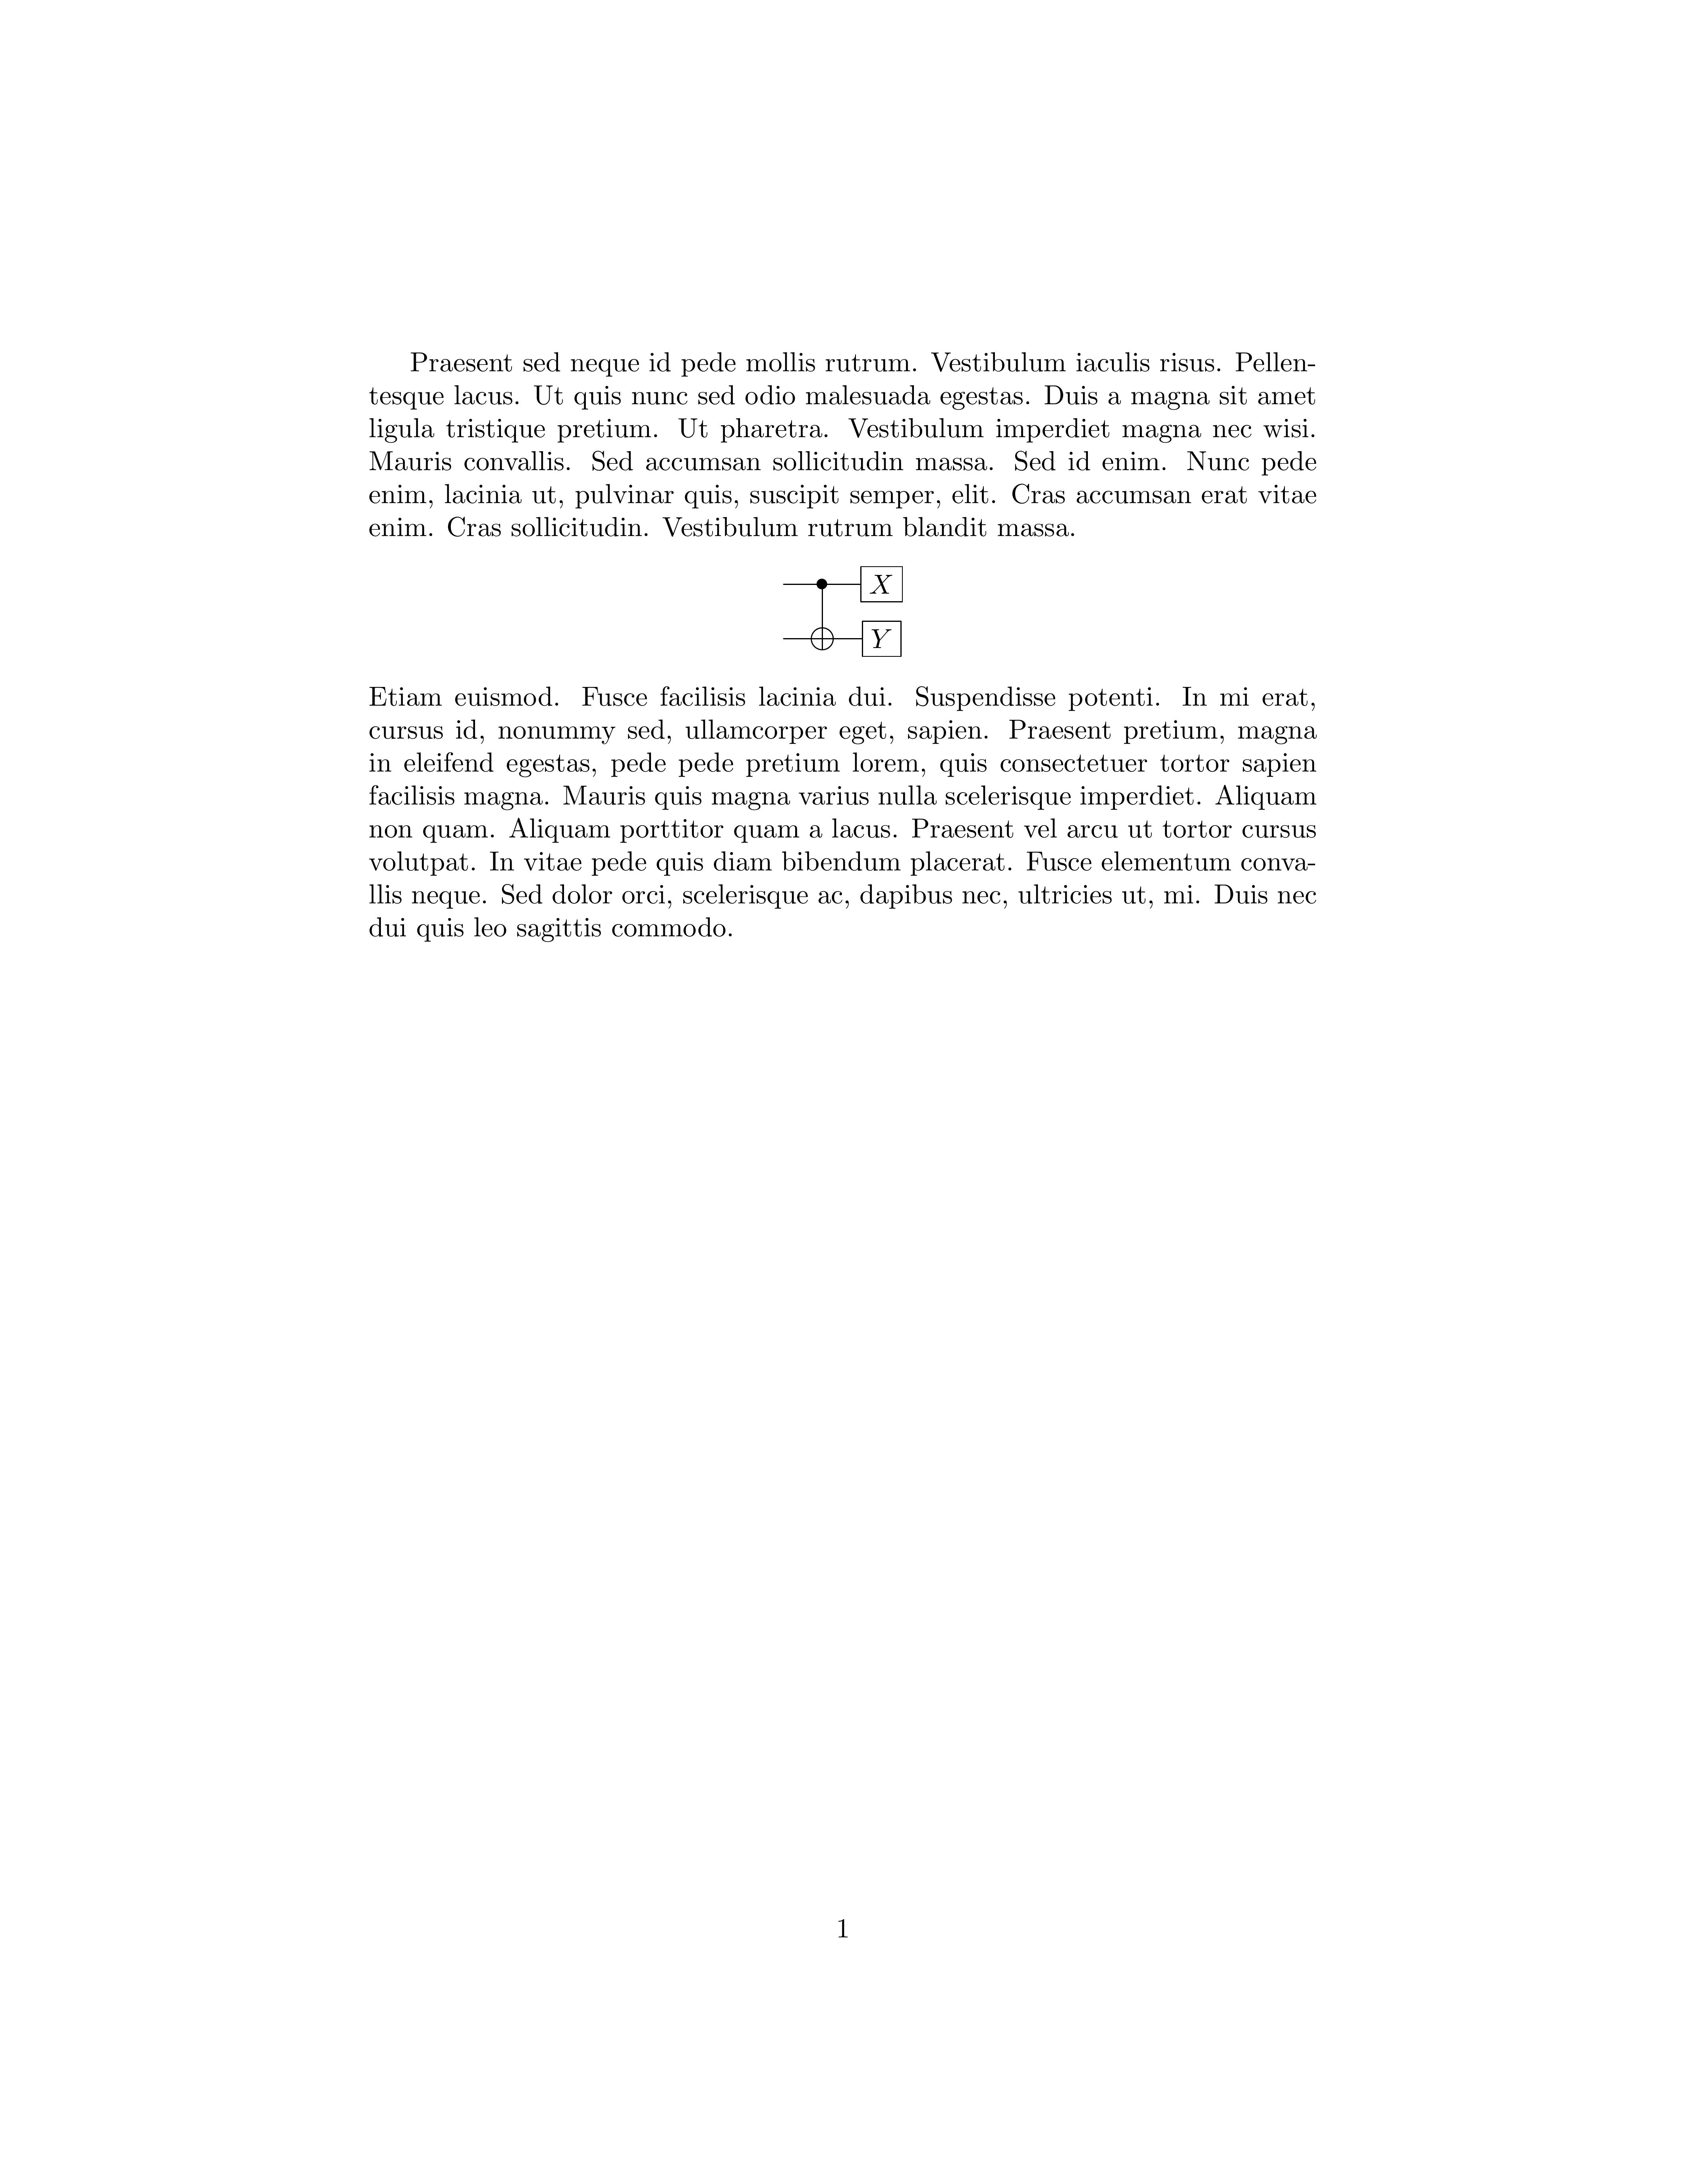 Praesent sed neque id pede mollis rutrum. Vestibulum iaculis risus. Pellen-
tesque lacus. Ut quis nunc sed odio malesuada egestas. Duis a magna sit amet
ligula tristique pretium. Ut pharetra. Vestibulum imperdiet magna nec wisi.
Mauris convallis. Sed accumsan sollicitudin massa. Sed id enim. Nunc pede
enim, lacinia ut, pulvinar quis, suscipit semper, elit. Cras accumsan erat vitae
enim. Cras sollicitudin. Vestibulum rutrum blandit massa.
X
Y
Etiam euismod. Fusce facilisis lacinia dui. Suspendisse potenti. In mi erat,
cursus id, nonummy sed, ullamcorper eget, sapien. Praesent pretium, magna
in eleifend egestas, pede pede pretium lorem, quis consectetuer tortor sapien
facilisis magna. Mauris quis magna varius nulla scelerisque imperdiet. Aliquam
non quam. Aliquam porttitor quam a lacus. Praesent vel arcu ut tortor cursus
volutpat. In vitae pede quis diam bibendum placerat. Fusce elementum conva-
llis neque. Sed dolor orci, scelerisque ac, dapibus nec, ultricies ut, mi. Duis nec
dui quis leo sagittis commodo.
1